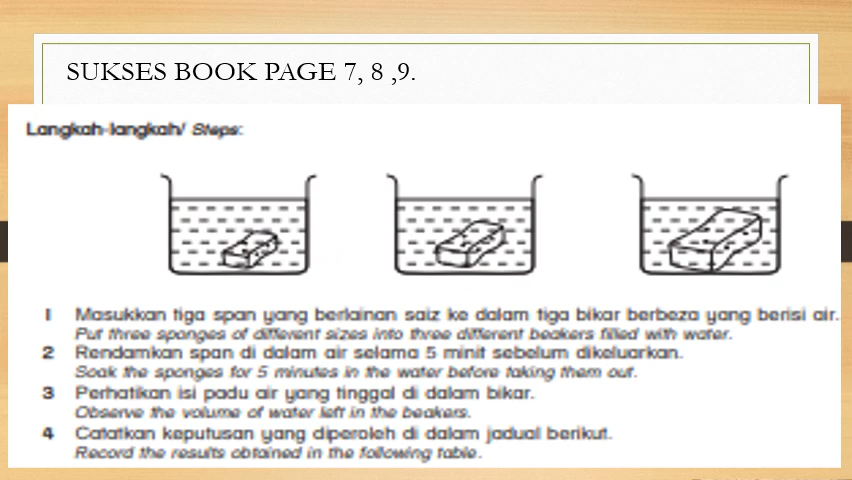 SUKSES BOOK PAGE 7, 8 ,9.
Langkah-langkah/ Steps:
1 Masukkan tiga span yang berlainan saiz ke dalam tiga bikar berbeza yang berisi air.
Put three sponges of different sizes into three different beakers filled with water.
2 Rendamkan span di dalam air selama 5 minit sebelum dikeluarkan.
Soak the sponges for 5 minutes in the water before taking them out.
3 Perhatikan isi padu air yang tinggal di dalam bikar.
Observe the volume of water left in the beakers.
4 Catatkan keputusan yang diperoleh di dalam jadual berikut.
Record the results obtained in the following table.